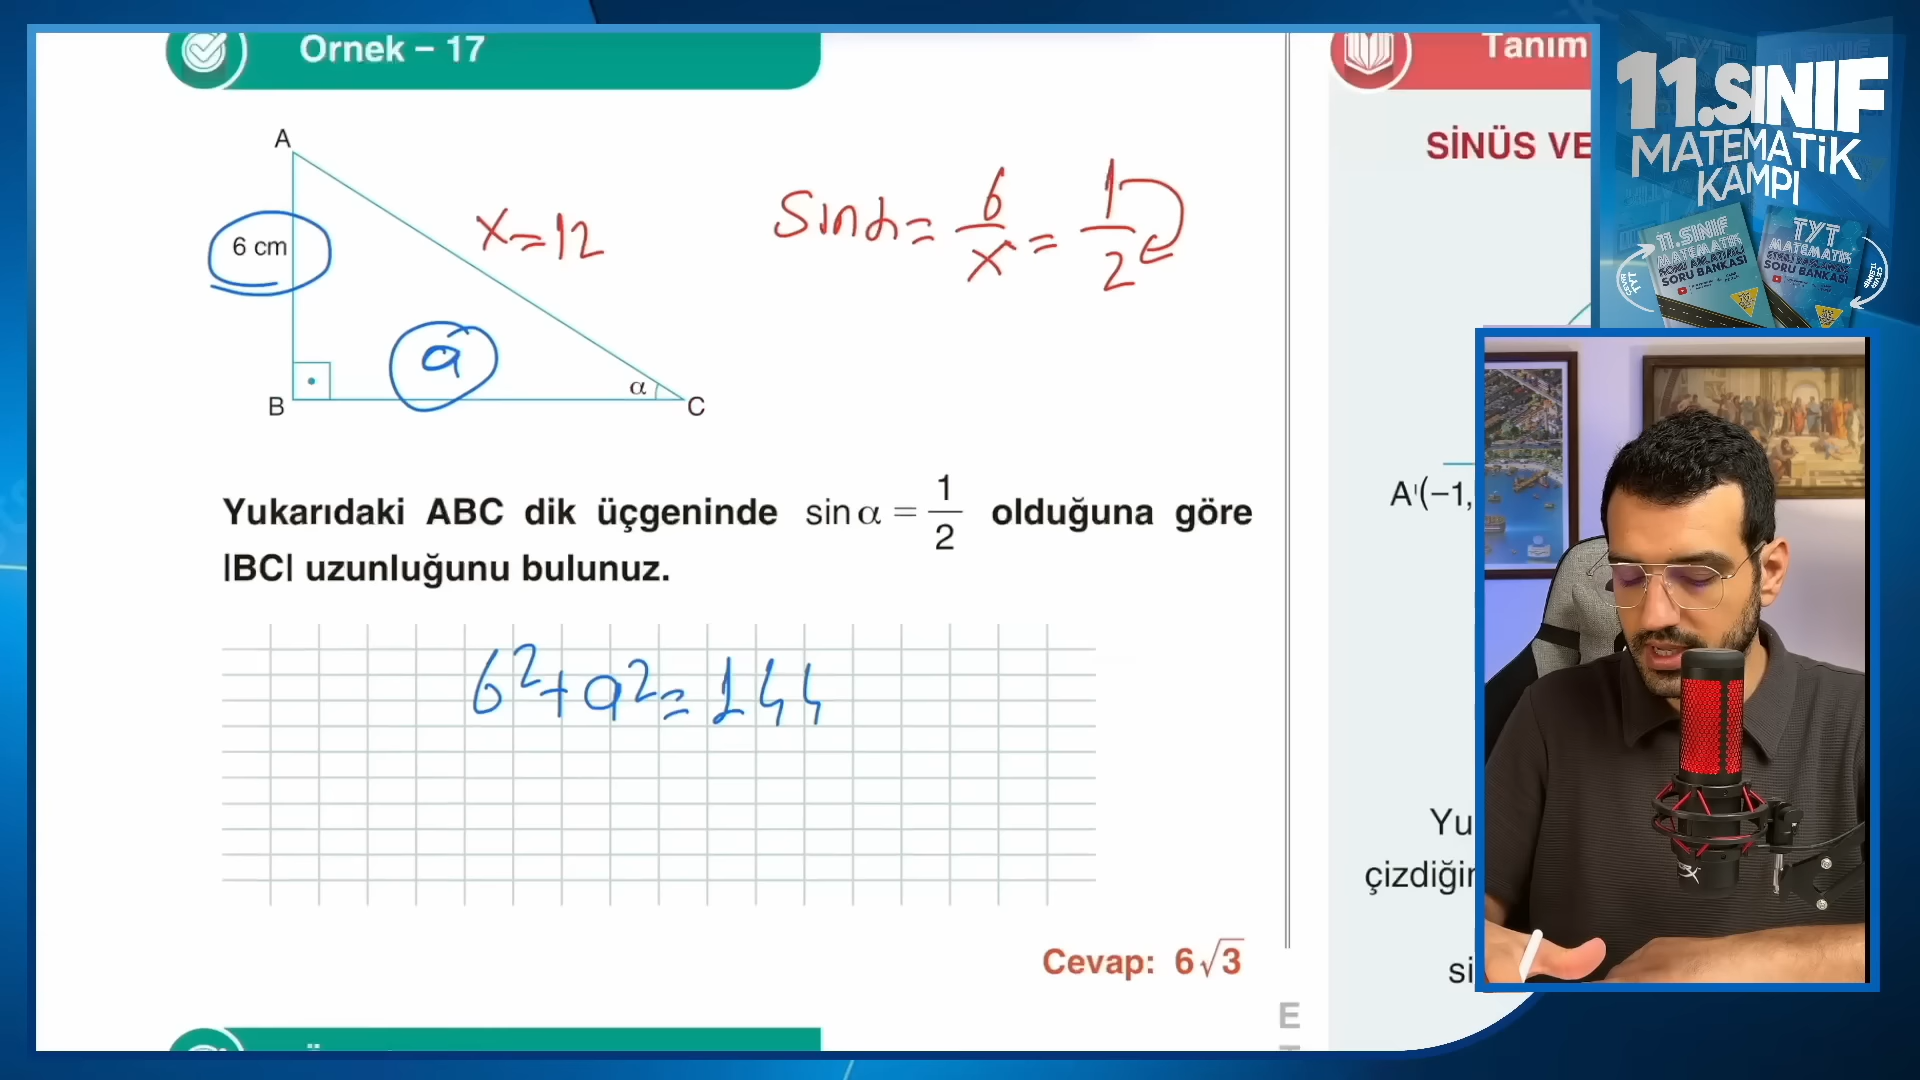 Örnek – 17
Tanım
11.SINIF
MATEMATİK
KAMPI
SİNÜS VE
A
6 cm
x=12
sinα = 6/x = 1/2
a
B
α
C
11.SINIF
MATEMATİK
SORU BANKASI
TYT
MATEMATİK
SORU BANKASI
Yukarıdaki ABC dik üçgeninde sin α = 1/2 olduğuna göre
|BC| uzunluğunu bulunuz.
A'(–1,
6²+a²=144
Yu
çizdiğin
si
Cevap: 6√3
E